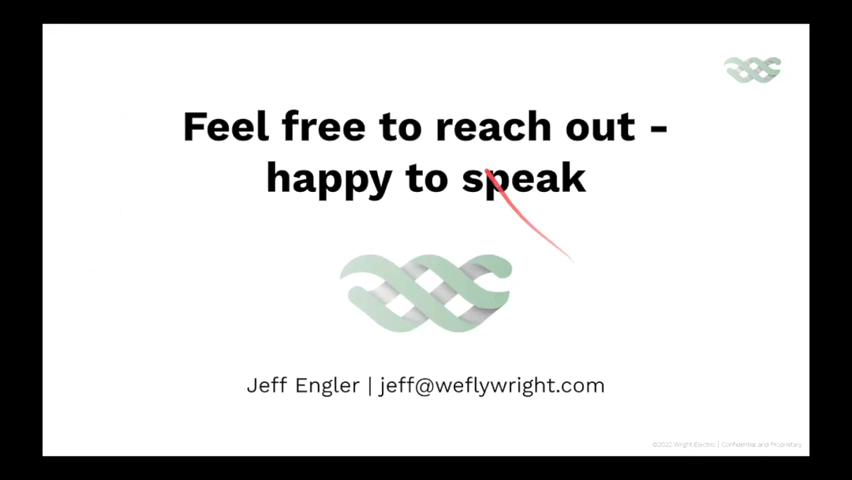 Feel free to reach out -
happy to speak
Jeff Engler | jeff@weflywright.com
©2022 Wright Electric | Confidential and Proprietary